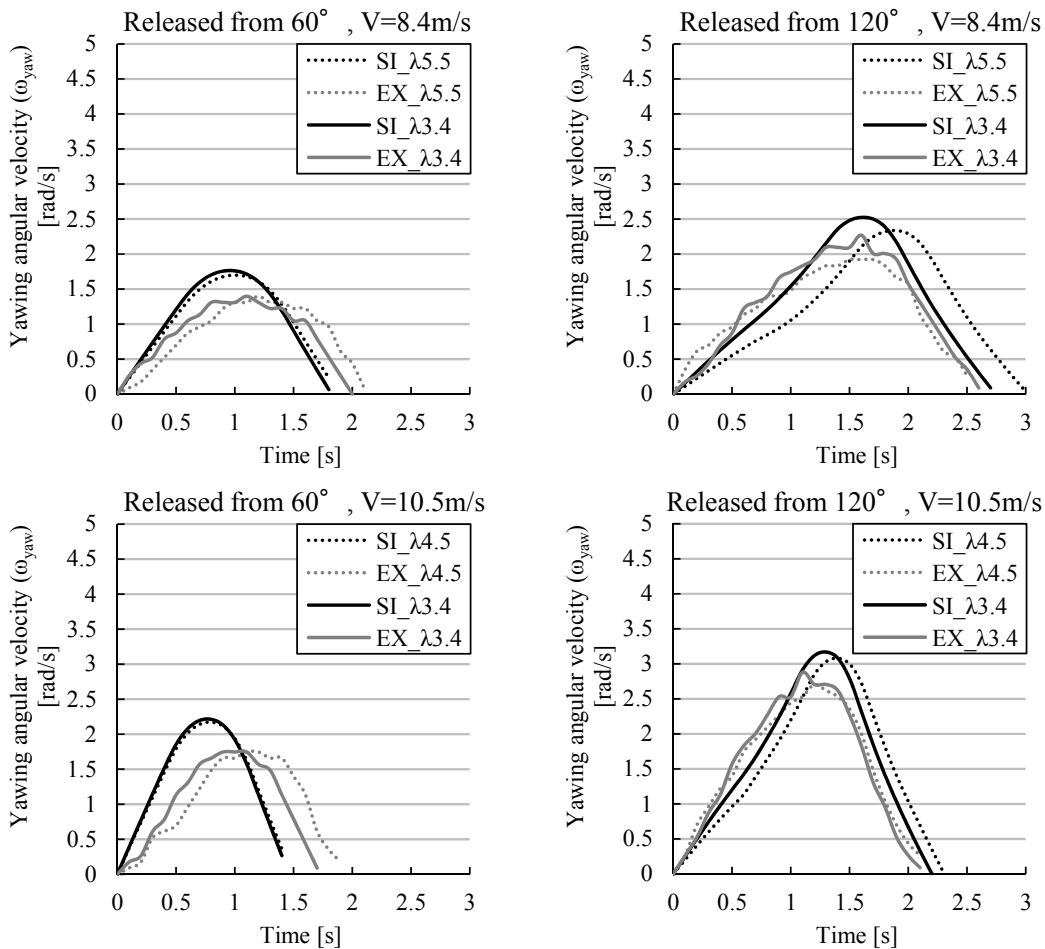 Released from 60° , V=8.4m/s
Yawing angular velocity (ωyaw)
[rad/s]
5
4.5
4
3.5
3
2.5
2
1.5
1
0.5
0
SI_λ5.5
EX_λ5.5
SI_λ3.4
EX_λ3.4
0 0.5 1 1.5 2 2.5 3
Time [s]
Released from 120° , V=8.4m/s
Yawing angular velocity (ωyaw)
[rad/s]
5
4.5
4
3.5
3
2.5
2
1.5
1
0.5
0
SI_λ5.5
EX_λ5.5
SI_λ3.4
EX_λ3.4
0 0.5 1 1.5 2 2.5 3
Time [s]
Released from 60° , V=10.5m/s
Yawing angular velocity (ωyaw)
[rad/s]
5
4.5
4
3.5
3
2.5
2
1.5
1
0.5
0
SI_λ4.5
EX_λ4.5
SI_λ3.4
EX_λ3.4
0 0.5 1 1.5 2 2.5 3
Time [s]
Released from 120° , V=10.5m/s
Yawing angular velocity (ωyaw)
[rad/s]
5
4.5
4
3.5
3
2.5
2
1.5
1
0.5
0
SI_λ4.5
EX_λ4.5
SI_λ3.4
EX_λ3.4
0 0.5 1 1.5 2 2.5 3
Time [s]